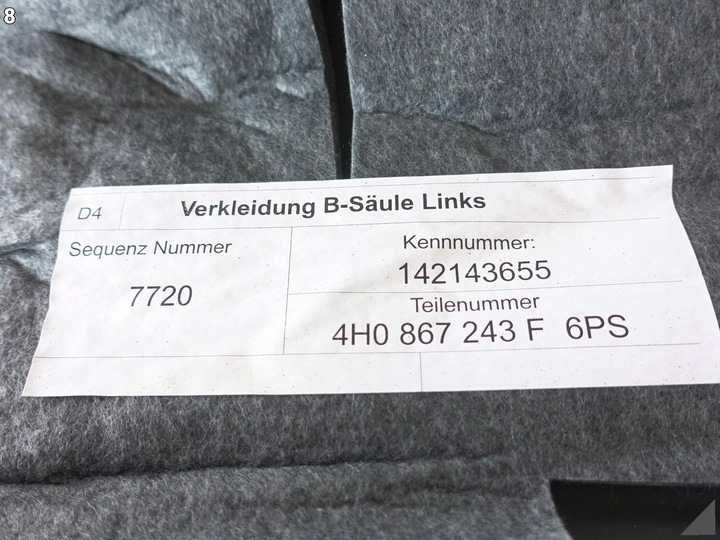 8
D4
Verkleidung B-Säule Links
Sequenz Nummer
7720
Kennnummer:
142143655
Teilenummer
4H0 867 243 F 6PS